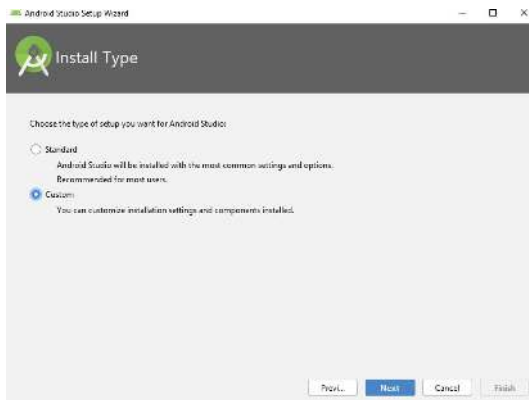 Android Studio Setup Wizard
Install Type
Choose the type of setup you want for Android Studio:
Standard
Android Studio will be installed with the most common settings and options.
Recommended for most users.
Custom
You can customize installation settings and components installed.
Previ... Next Cancel Finish